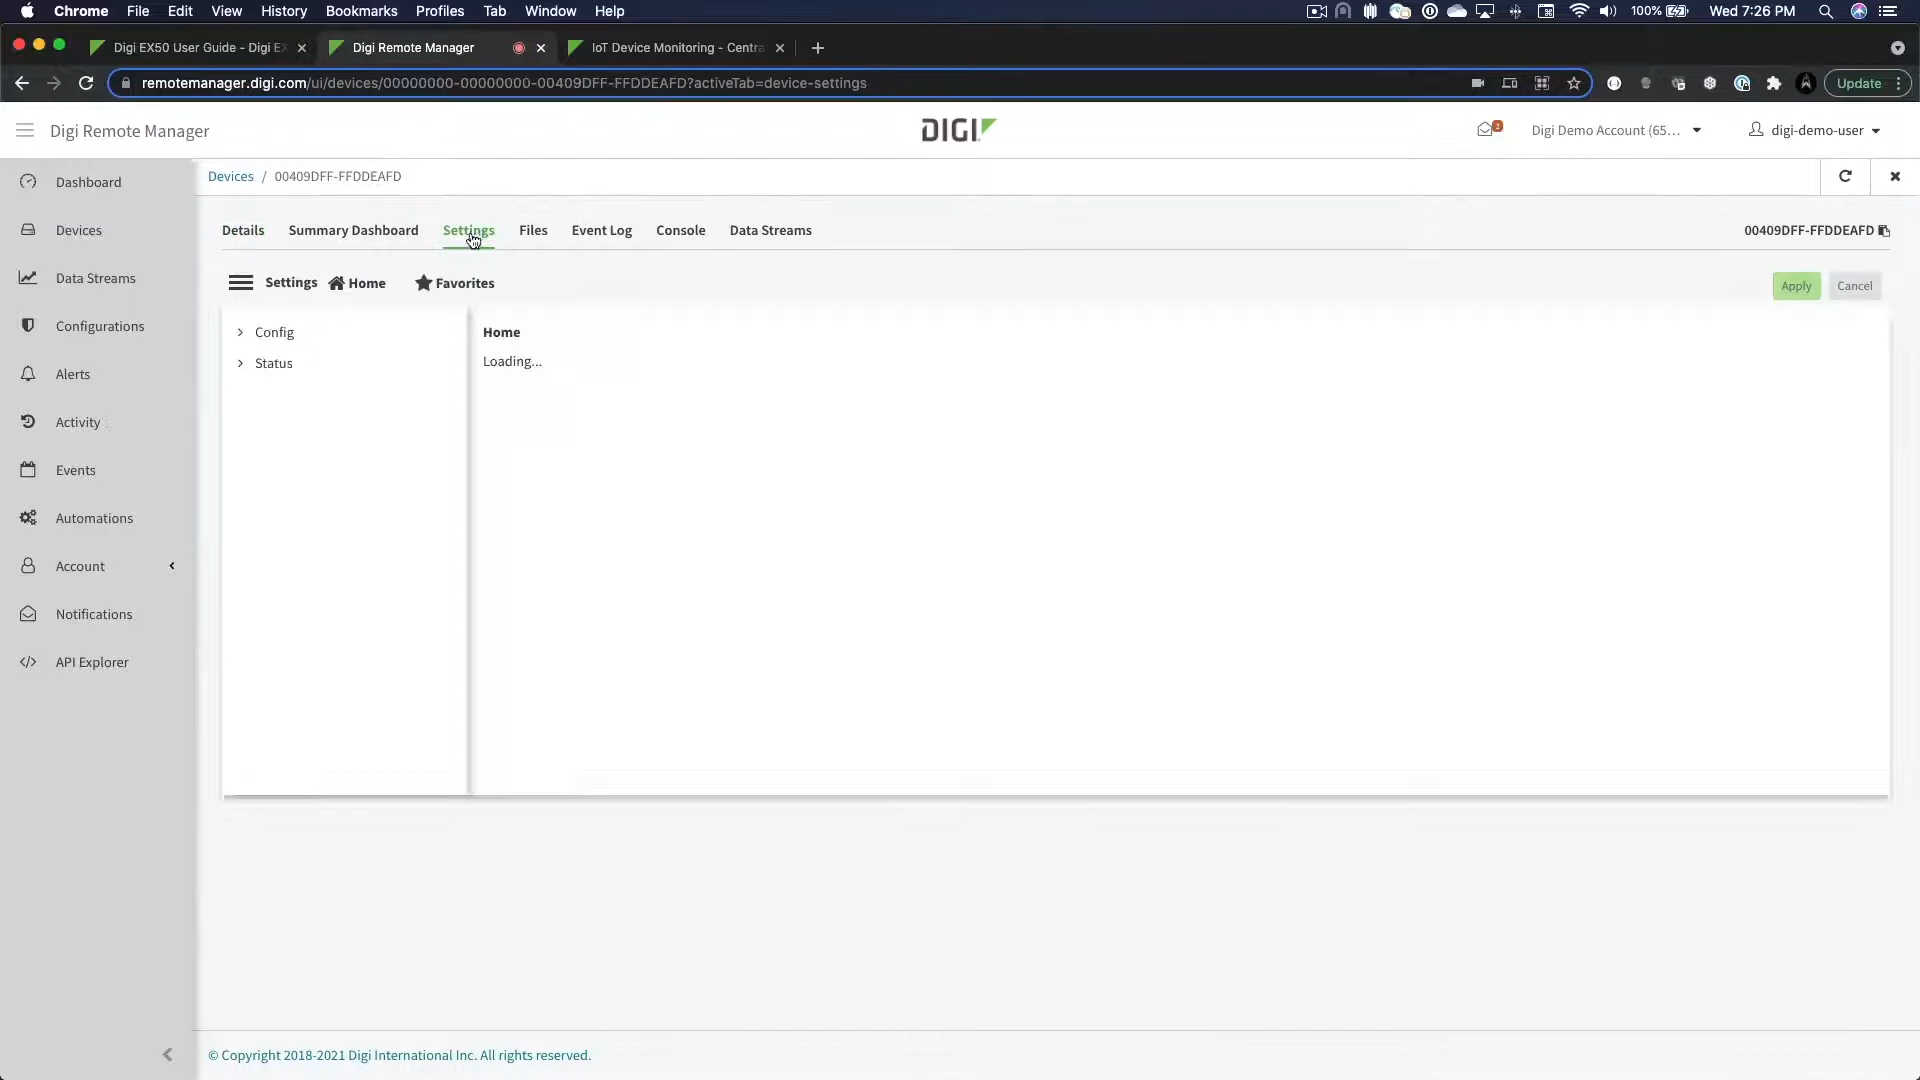 Chrome File Edit View History Bookmarks Profiles Tab Window Help 100% Wed 7:26 PM
Digi EX50 User Guide - Digi EX Digi Remote Manager IoT Device Monitoring - Centra
remotemanager.digi.com/ui/devices/00000000-00000000-00409DFF-FFDDEAFD?activeTab=device-settings Update
Digi Remote Manager DIGI 2 Digi Demo Account (65... digi-demo-user
Devices / 00409DFF-FFDDEAFD
Details Summary Dashboard Settings Files Event Log Console Data Streams 00409DFF-FFDDEAFD
Settings Home Favorites Apply Cancel
Config
Status
Home
Loading...
Dashboard
Devices
Data Streams
Configurations
Alerts
Activity
Events
Automations
Account
Notifications
API Explorer
© Copyright 2018-2021 Digi International Inc. All rights reserved.